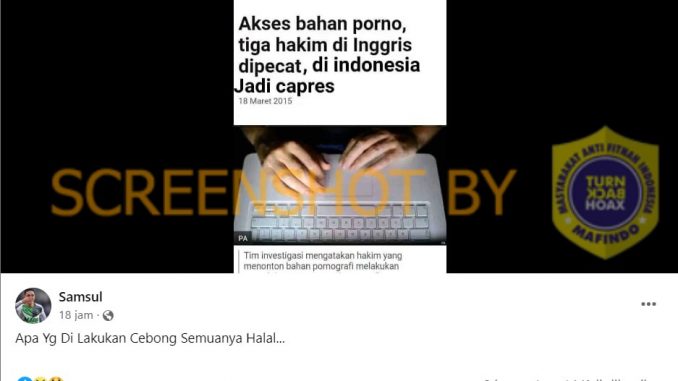 Akses bahan porno,
tiga hakim di Inggris
dipecat, di indonesia
Jadi capres
18 Maret 2015
SCREENSHOT BY
MASYARAKAT ANTI FITNAH INDONESIA
TURN
BACK
HOAX
MAFINDO
PA
Tim investigasi mengatakan hakim yang
menonton bahan pornografi melakukan
Samsul
18 jam ·
Apa Yg Di Lakukan Cebong Semuanya Halal...